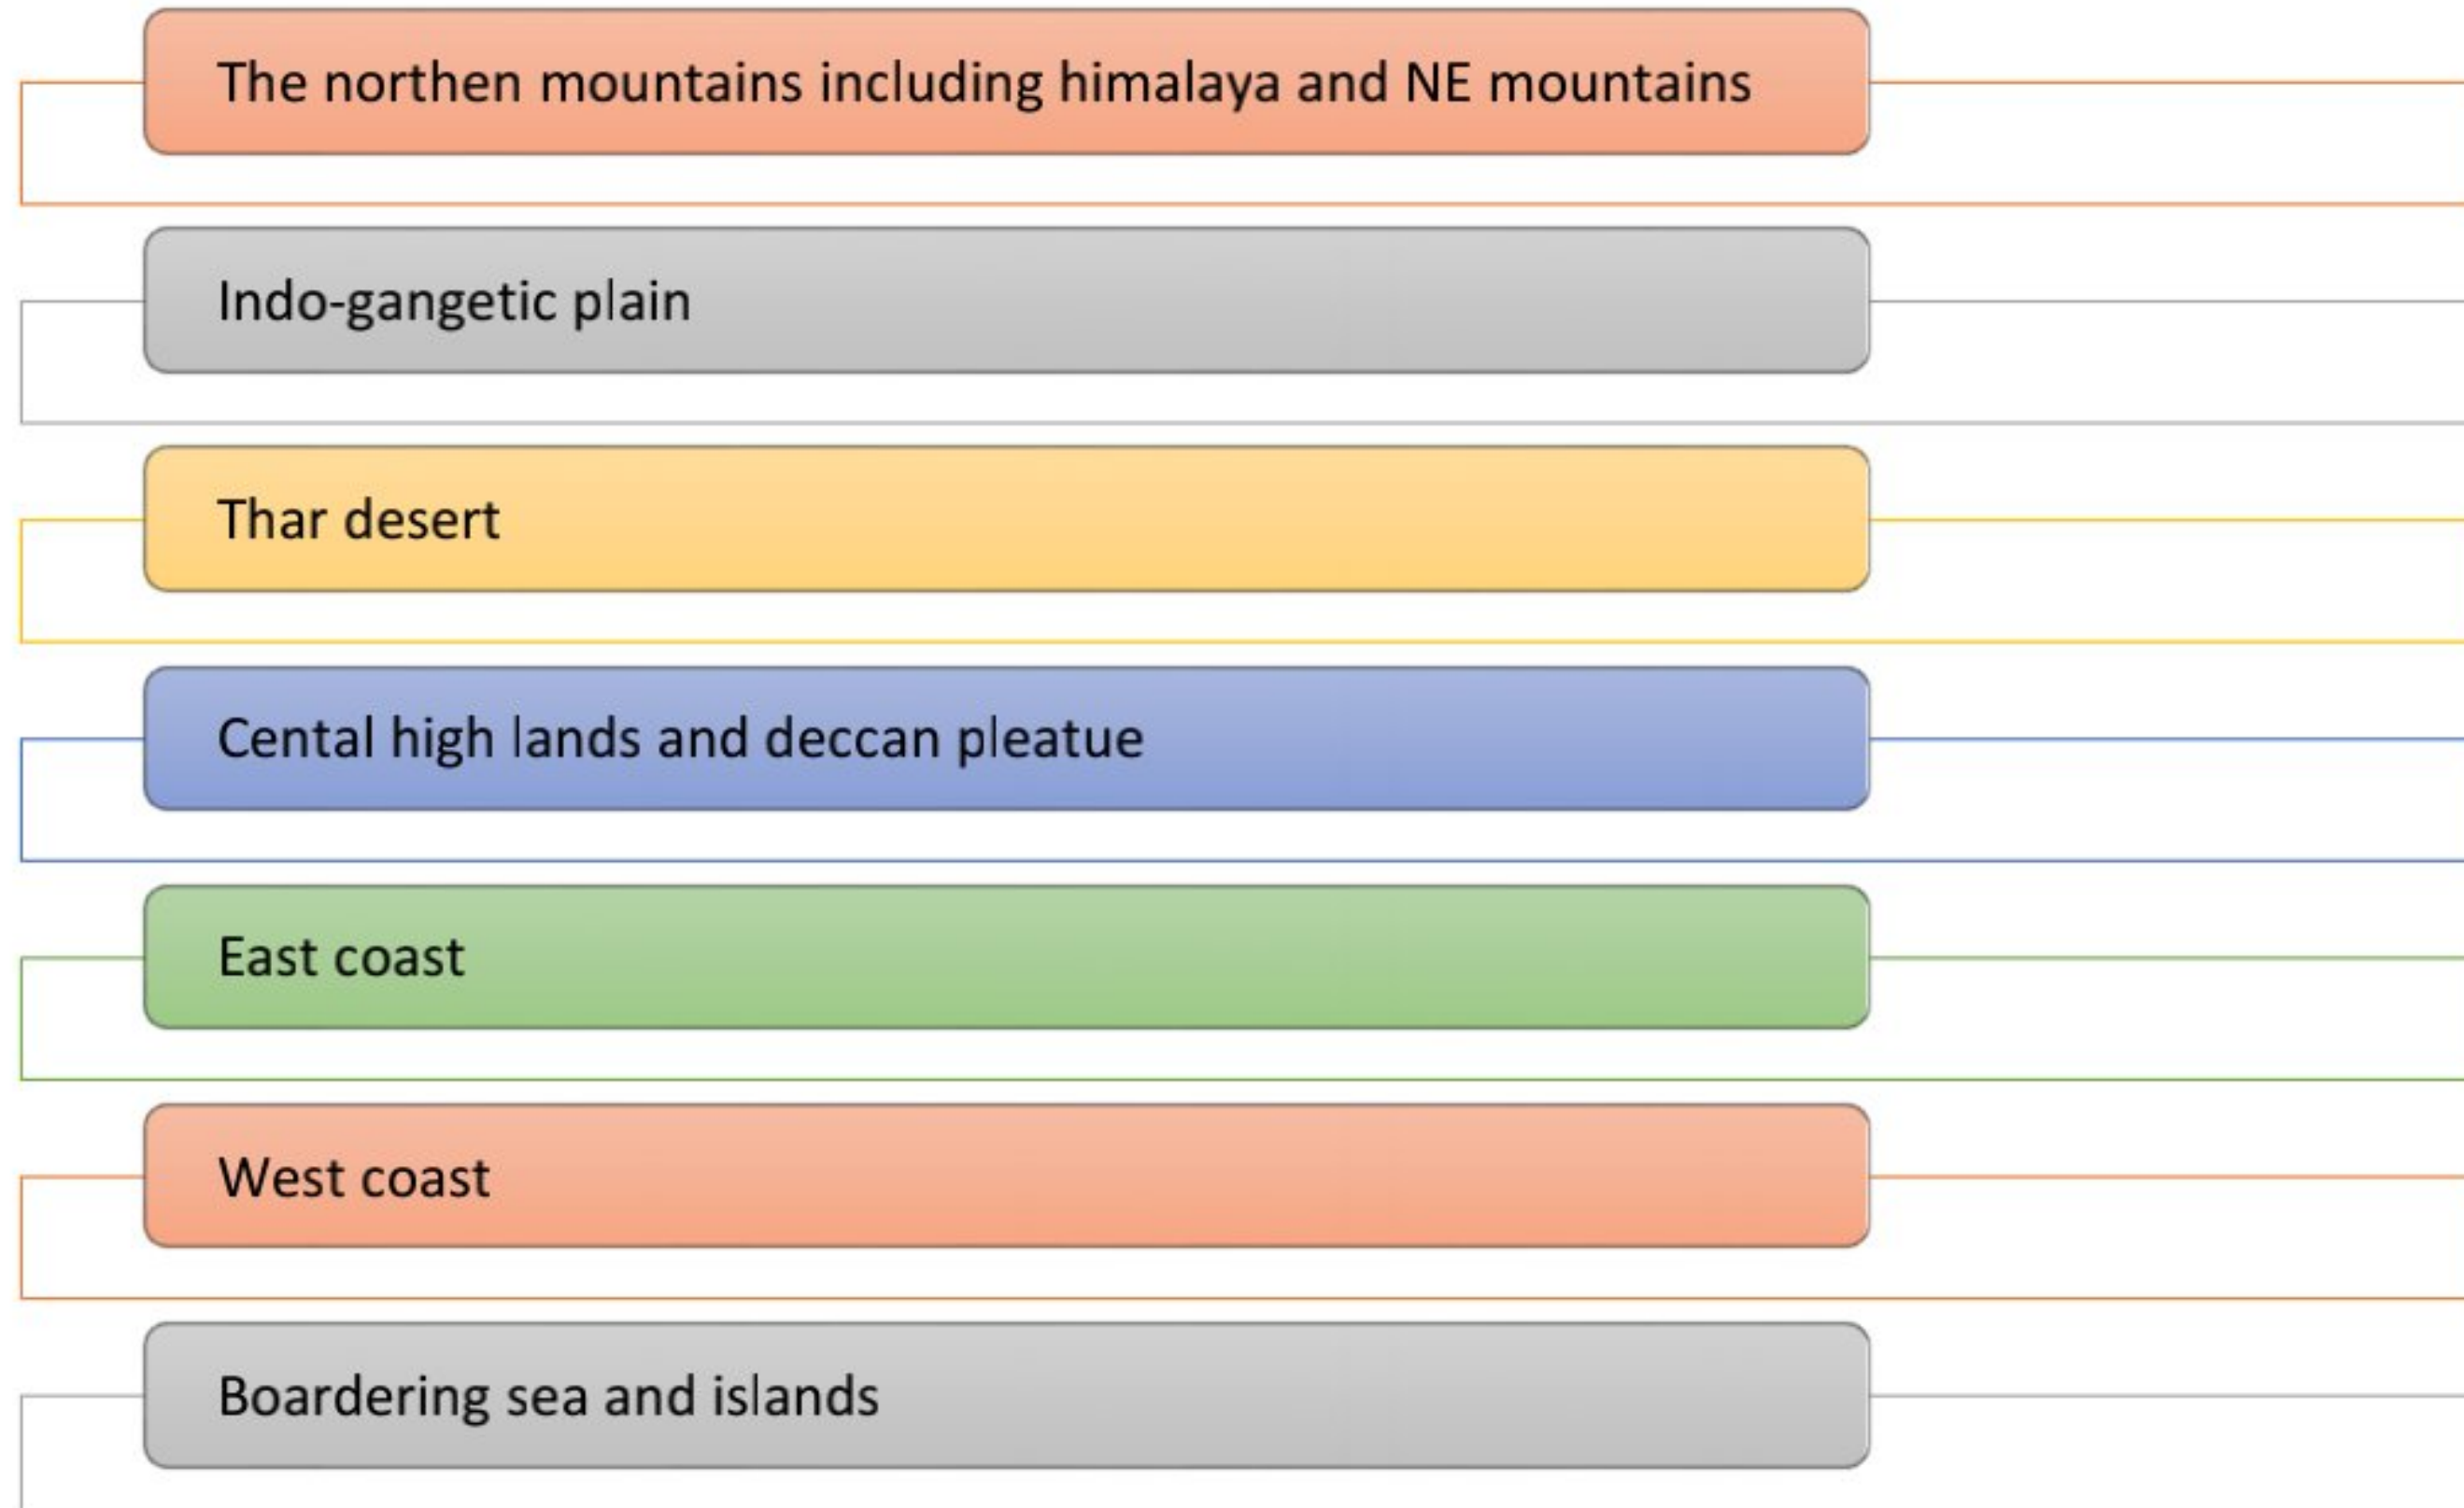 The northen mountains including himalaya and NE mountains
Indo-gangetic plain
Thar desert
Cental high lands and deccan pleatue
East coast
West coast
Boardering sea and islands